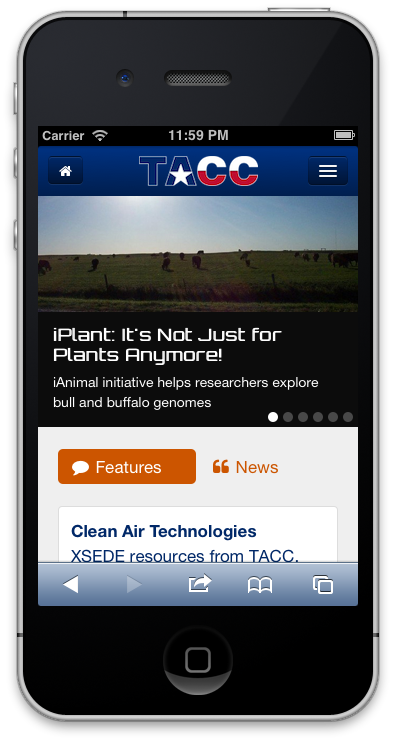 Carrier 11:59 PM
TACC
iPlant: It's Not Just for
Plants Anymore!
iAnimal initiative helps researchers explore
bull and buffalo genomes
Features News
Clean Air Technologies
XSEDE resources from TACC,